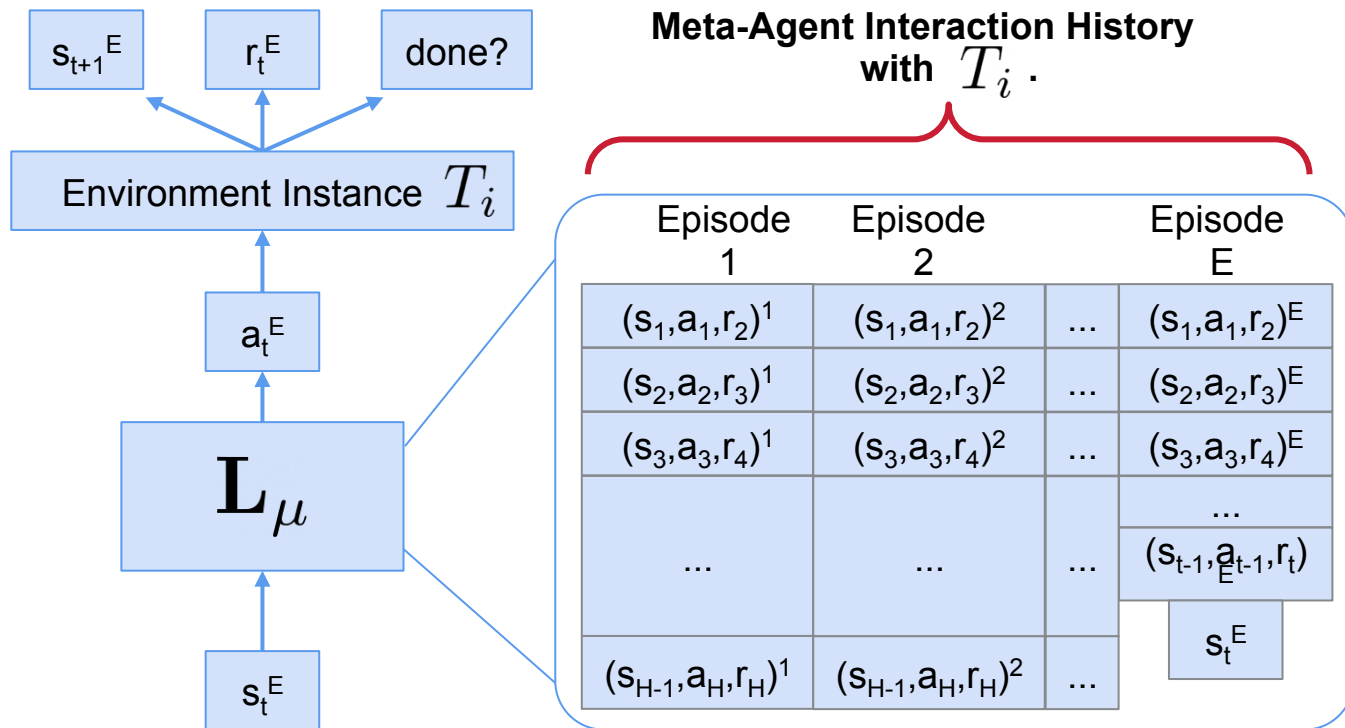 Meta-Agent Interaction History
with T_i .
s_{t+1}^E r_t^E done?
Environment Instance T_i
a_t^E
L_μ
s_t^E
Episode 1 Episode 2 Episode E
(s_1,a_1,r_2)^1 (s_1,a_1,r_2)^2 ... (s_1,a_1,r_2)^E
(s_2,a_2,r_3)^1 (s_2,a_2,r_3)^2 ... (s_2,a_2,r_3)^E
(s_3,a_3,r_4)^1 (s_3,a_3,r_4)^2 ... (s_3,a_3,r_4)^E
... ... ... ...
(s_{t-1},a_{t-1},r_t)^E
s_t^E
(s_{H-1},a_H,r_H)^1 (s_{H-1},a_H,r_H)^2 ...